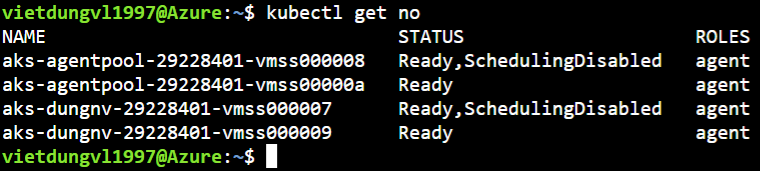 vietdungvl1997@Azure:~$ kubectl get no
NAME STATUS ROLES
aks-agentpool-29228401-vmss000008 Ready,SchedulingDisabled agent
aks-agentpool-29228401-vmss00000a Ready agent
aks-dungnv-29228401-vmss000007 Ready,SchedulingDisabled agent
aks-dungnv-29228401-vmss000009 Ready agent
vietdungvl1997@Azure:~$